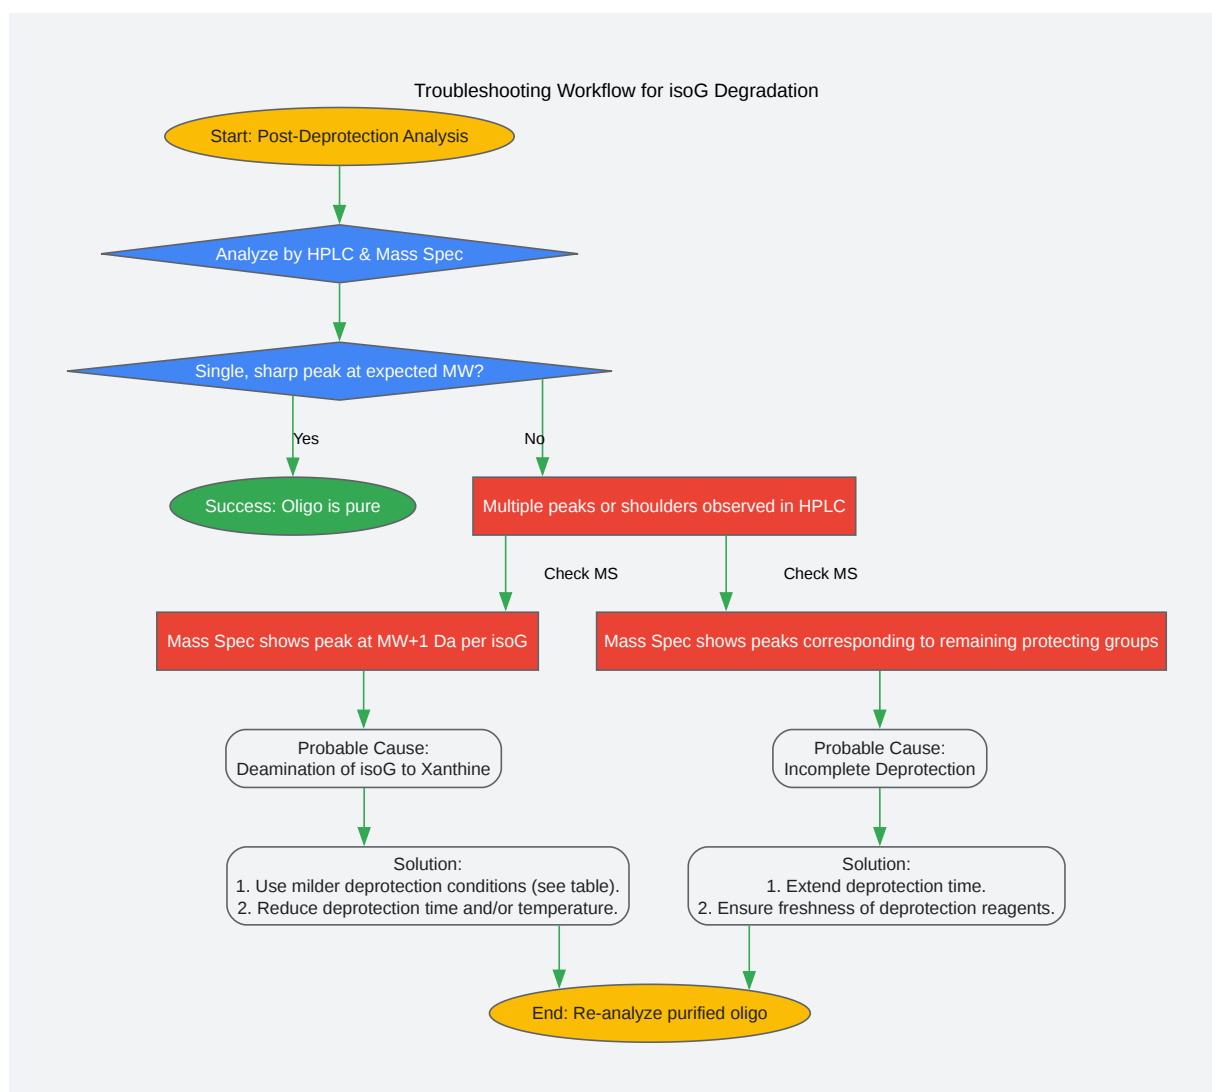 Troubleshooting Workflow for isoG Degradation
Start: Post-Deprotection Analysis
Analyze by HPLC & Mass Spec
Single, sharp peak at expected MW?
Yes
No
Success: Oligo is pure
Multiple peaks or shoulders observed in HPLC
Check MS
Check MS
Mass Spec shows peak at MW+1 Da per isoG
Mass Spec shows peaks corresponding to remaining protecting groups
Probable Cause:
Deamination of isoG to Xanthine
Probable Cause:
Incomplete Deprotection
Solution:
1. Use milder deprotection conditions (see table).
2. Reduce deprotection time and/or temperature.
Solution:
1. Extend deprotection time.
2. Ensure freshness of deprotection reagents.
End: Re-analyze purified oligo